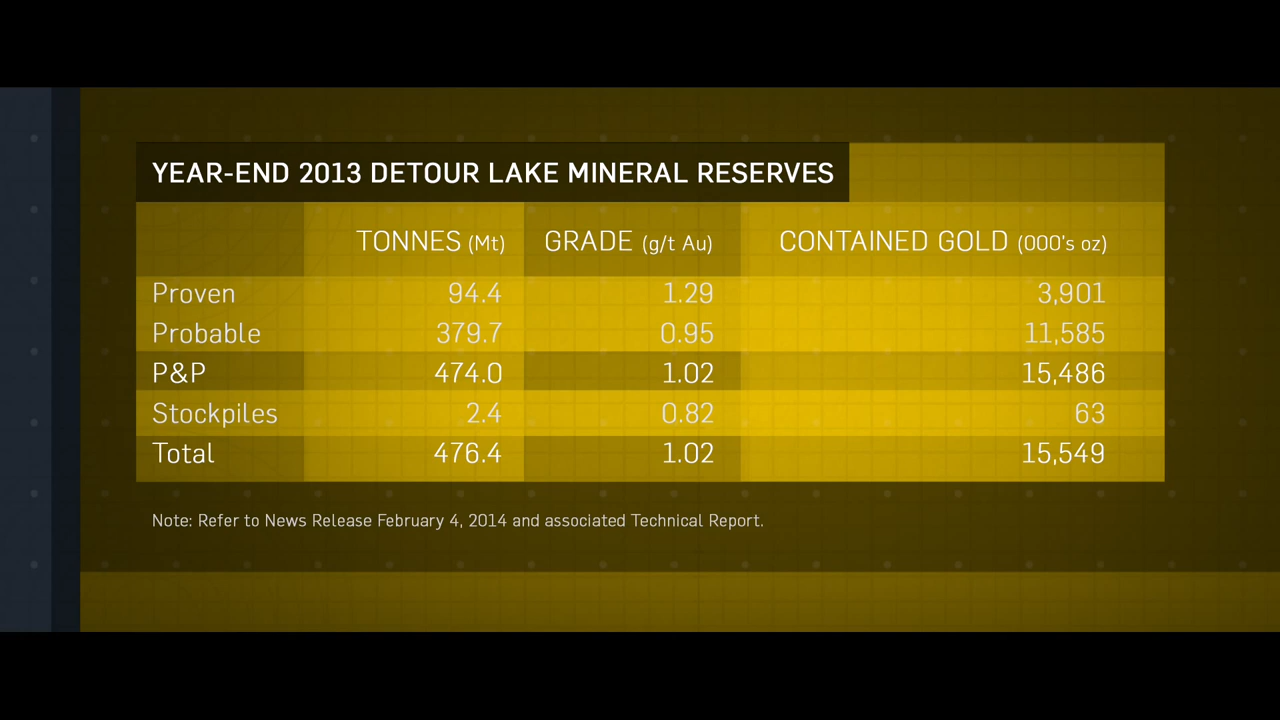 YEAR-END 2013 DETOUR LAKE MINERAL RESERVES
TONNES (Mt) GRADE (g/t Au) CONTAINED GOLD (000's oz)
Proven 94.4 1.29 3,901
Probable 379.7 0.95 11,585
P&P 474.0 1.02 15,486
Stockpiles 2.4 0.82 63
Total 476.4 1.02 15,549
Note: Refer to News Release February 4, 2014 and associated Technical Report.